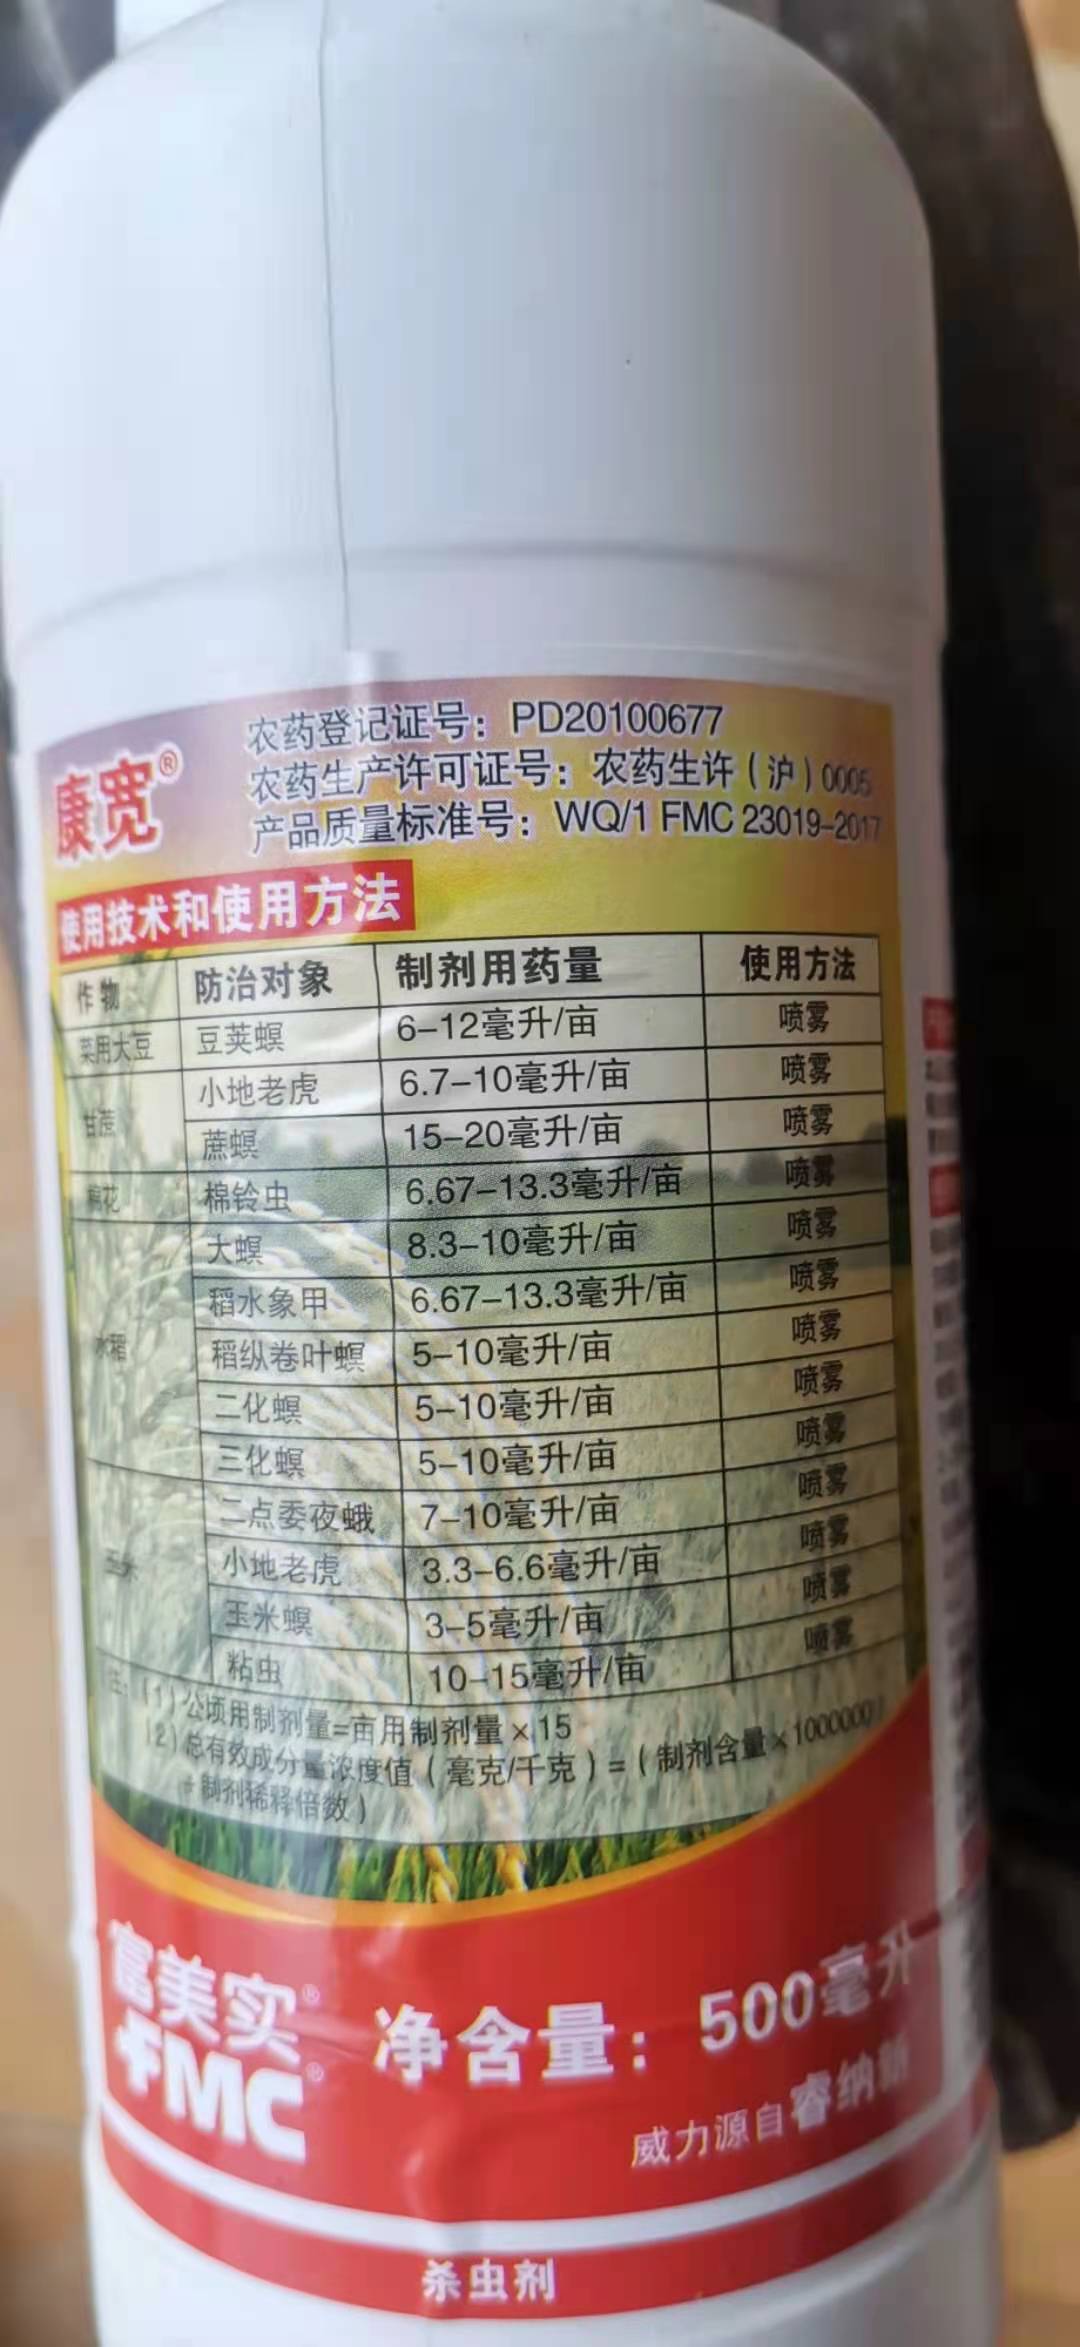 康宽®
农药登记证号：PD20100677
农药生产许可证号：农药生许（沪）0005
产品质量标准号：WQ/1 FMC 23019-2017
使用技术和使用方法
作物 防治对象 制剂用药量 使用方法
菜用大豆 豆荚螟 6-12毫升/亩 喷雾
甘蔗 小地老虎 6.7-10毫升/亩 喷雾
蔗螟 15-20毫升/亩 喷雾
棉花 棉铃虫 6.67-13.3毫升/亩 喷雾
水稻 大螟 8.3-10毫升/亩 喷雾
稻水象甲 6.67-13.3毫升/亩 喷雾
稻纵卷叶螟 5-10毫升/亩 喷雾
二化螟 5-10毫升/亩 喷雾
三化螟 5-10毫升/亩 喷雾
玉米 二点委夜蛾 7-10毫升/亩 喷雾
小地老虎 3.3-6.6毫升/亩 喷雾
玉米螟 3-5毫升/亩 喷雾
粘虫 10-15毫升/亩 喷雾
注：（1）公顷用制剂量=亩用制剂量×15
（2）总有效成分量浓度值（毫克/千克）=（制剂含量×1000000）
÷制剂稀释倍数）
富美实®
FMC®
净含量：500毫升
威力源自睿纳新
杀虫剂